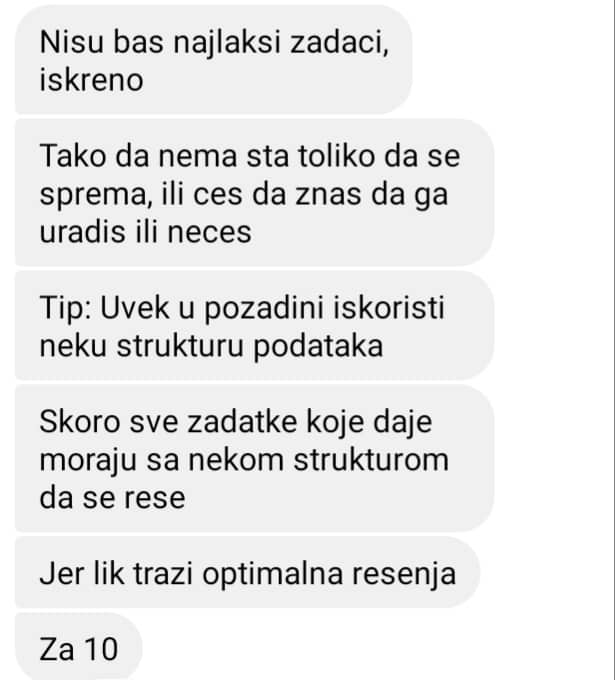 Nisu bas najlaksi zadaci,
iskreno
Tako da nema sta toliko da se
sprema, ili ces da znas da ga
uradis ili neces
Tip: Uvek u pozadini iskoristi
neku strukturu podataka
Skoro sve zadatke koje daje
moraju sa nekom strukturom
da se rese
Jer lik trazi optimalna resenja
Za 10